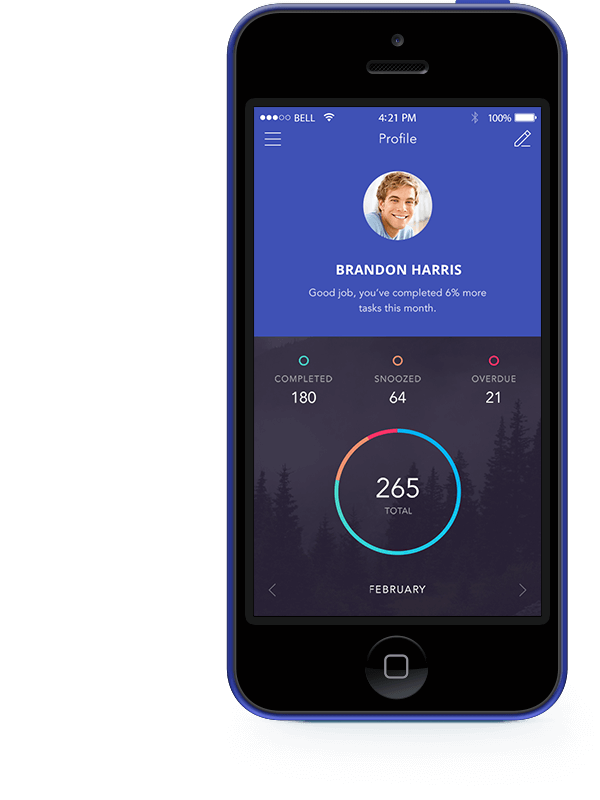 BELL 4:21 PM 100%
Profile
BRANDON HARRIS
Good job, you've completed 6% more
tasks this month.
COMPLETED SNOOZED OVERDUE
180 64 21
265
TOTAL
FEBRUARY